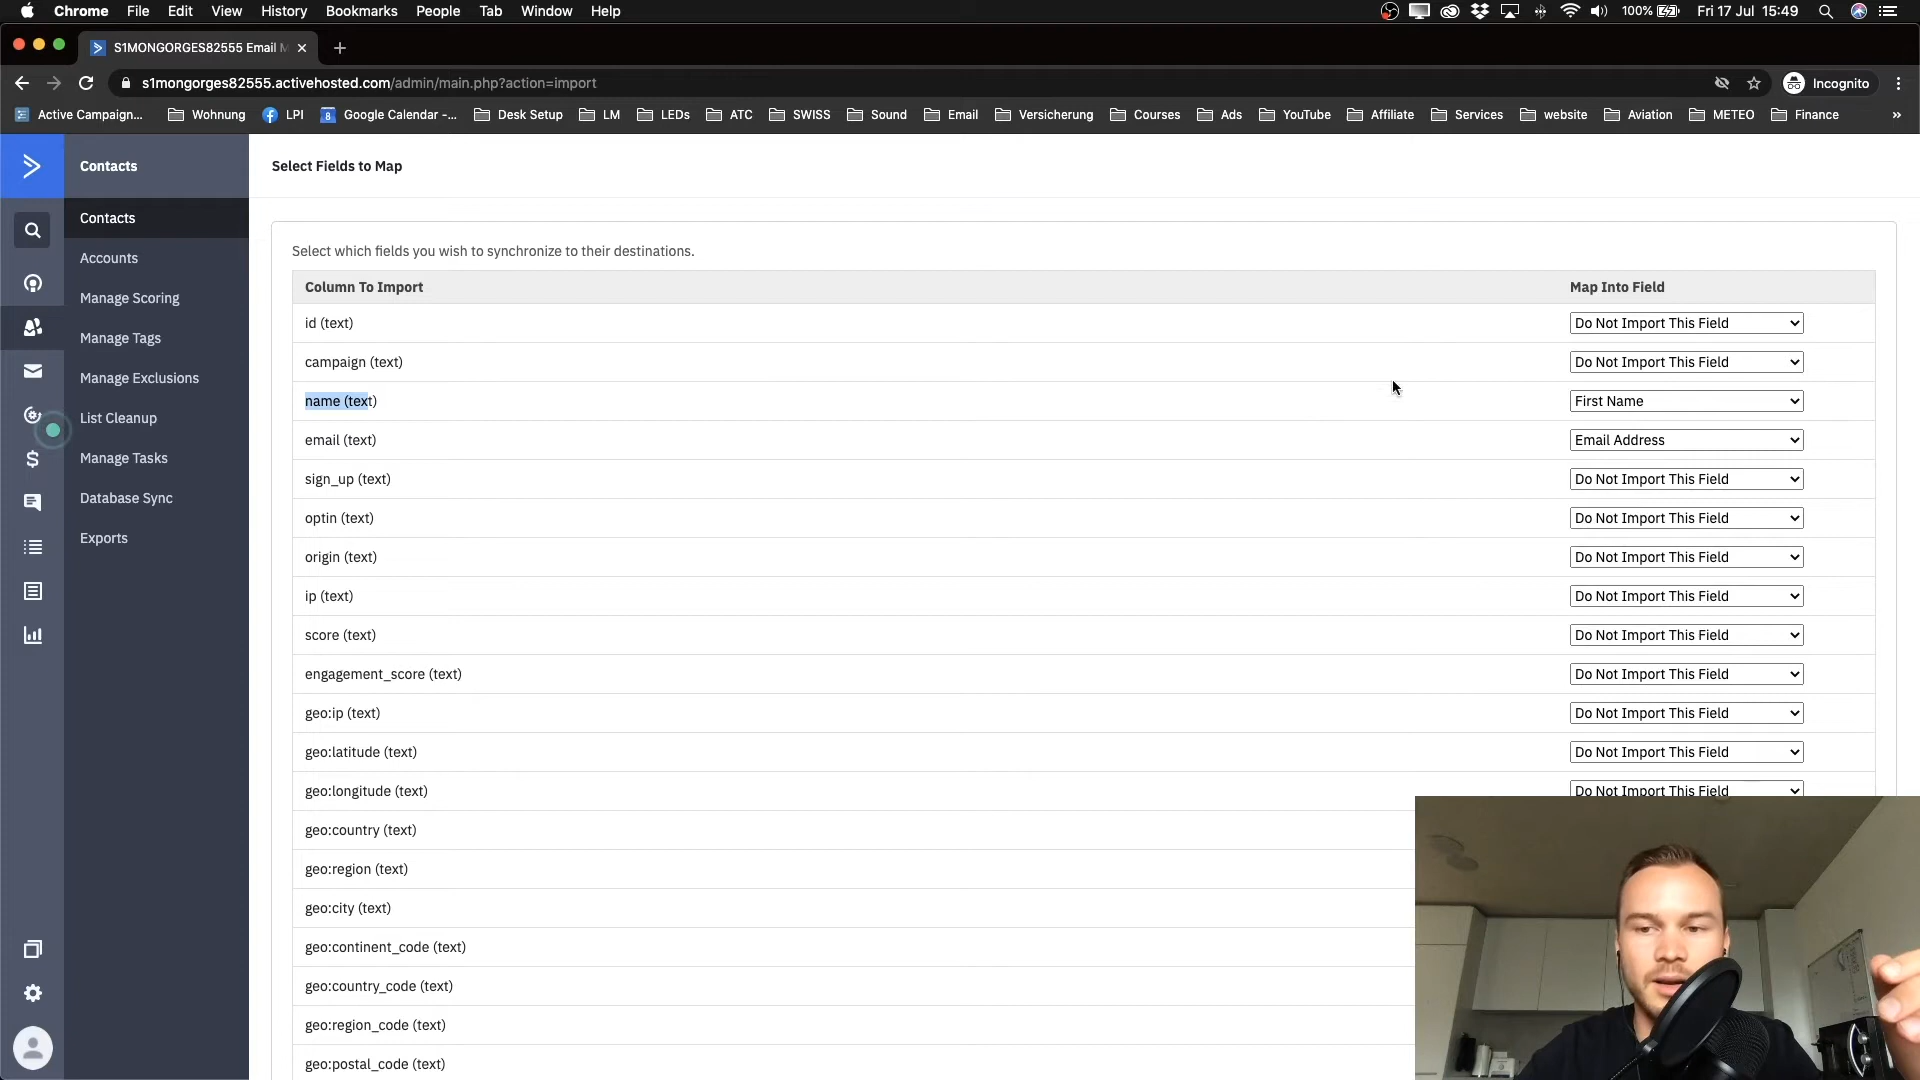 Chrome File Edit View History Bookmarks People Tab Window Help 100% Fri 17 Jul 15:49
S1MONGORGES82555 Email M
s1mongorges82555.activehosted.com/admin/main.php?action=import Incognito
Active Campaign... Wohnung LPI Google Calendar -... Desk Setup LM LEDs ATC SWISS Sound Email Versicherung Courses Ads YouTube Affiliate Services website Aviation METEO Finance »
Contacts
Contacts
Accounts
Manage Scoring
Manage Tags
Manage Exclusions
List Cleanup
Manage Tasks
Database Sync
Exports
Select Fields to Map
Select which fields you wish to synchronize to their destinations.
Column To Import Map Into Field
id (text) Do Not Import This Field
campaign (text) Do Not Import This Field
name (text) First Name
email (text) Email Address
sign_up (text) Do Not Import This Field
optin (text) Do Not Import This Field
origin (text) Do Not Import This Field
ip (text) Do Not Import This Field
score (text) Do Not Import This Field
engagement_score (text) Do Not Import This Field
geo:ip (text) Do Not Import This Field
geo:latitude (text) Do Not Import This Field
geo:longitude (text) Do Not Import This Field
geo:country (text)
geo:region (text)
geo:city (text)
geo:continent_code (text)
geo:country_code (text)
geo:region_code (text)
geo:postal_code (text)